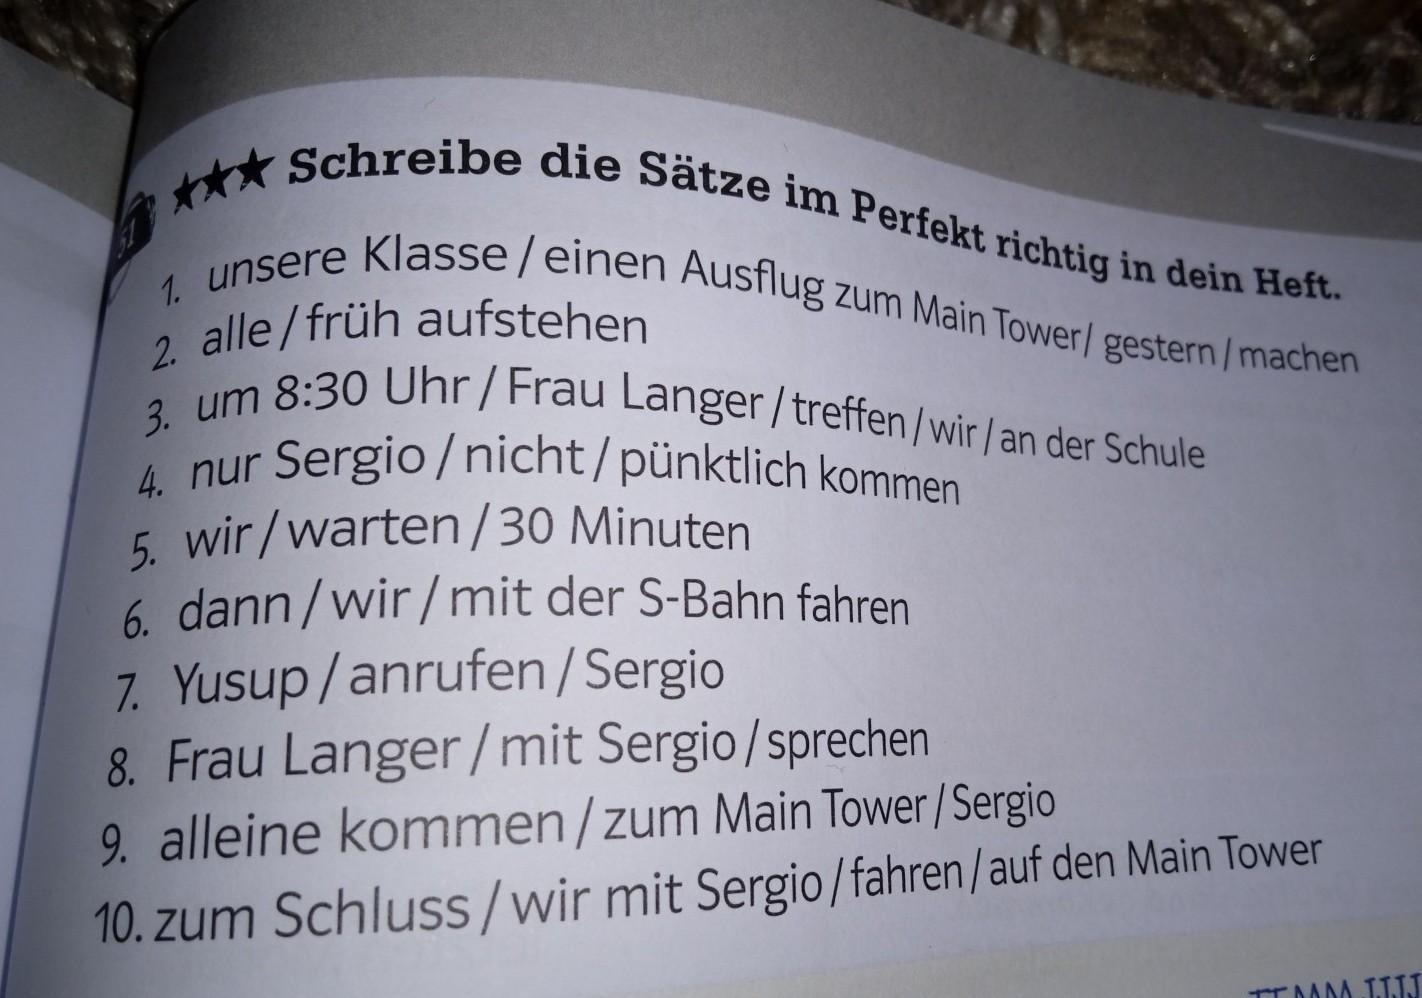 51
★★★ Schreibe die Sätze im Perfekt richtig in dein Heft.
1. unsere Klasse / einen Ausflug zum Main Tower/ gestern / machen
2. alle / früh aufstehen
3. um 8:30 Uhr / Frau Langer / treffen / wir / an der Schule
4. nur Sergio / nicht / pünktlich kommen
5. wir / warten / 30 Minuten
6. dann / wir / mit der S-Bahn fahren
7. Yusup / anrufen / Sergio
8. Frau Langer / mit Sergio / sprechen
9. alleine kommen / zum Main Tower / Sergio
10. zum Schluss / wir mit Sergio / fahren / auf den Main Tower